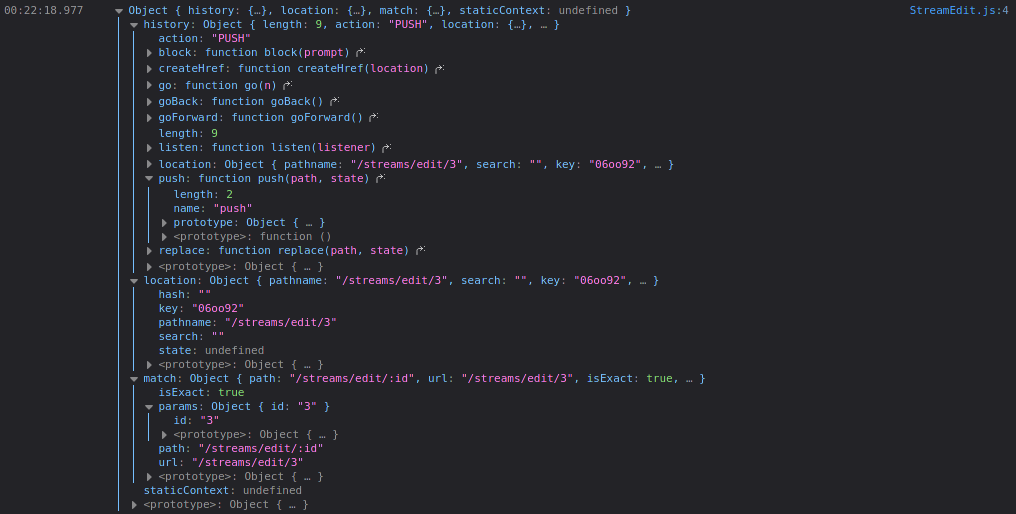 00:22:18.977 Object { history: {…}, location: {…}, match: {…}, staticContext: undefined } StreamEdit.js:4
history: Object { length: 9, action: "PUSH", location: {…}, … }
action: "PUSH"
block: function block(prompt)
createHref: function createHref(location)
go: function go(n)
goBack: function goBack()
goForward: function goForward()
length: 9
listen: function listen(listener)
location: Object { pathname: "/streams/edit/3", search: "", key: "06oo92", … }
push: function push(path, state)
length: 2
name: "push"
prototype: Object { … }
<prototype>: function ()
replace: function replace(path, state)
<prototype>: Object { … }
location: Object { pathname: "/streams/edit/3", search: "", key: "06oo92", … }
hash: ""
key: "06oo92"
pathname: "/streams/edit/3"
search: ""
state: undefined
<prototype>: Object { … }
match: Object { path: "/streams/edit/:id", url: "/streams/edit/3", isExact: true, … }
isExact: true
params: Object { id: "3" }
id: "3"
<prototype>: Object { … }
path: "/streams/edit/:id"
url: "/streams/edit/3"
<prototype>: Object { … }
staticContext: undefined
<prototype>: Object { … }